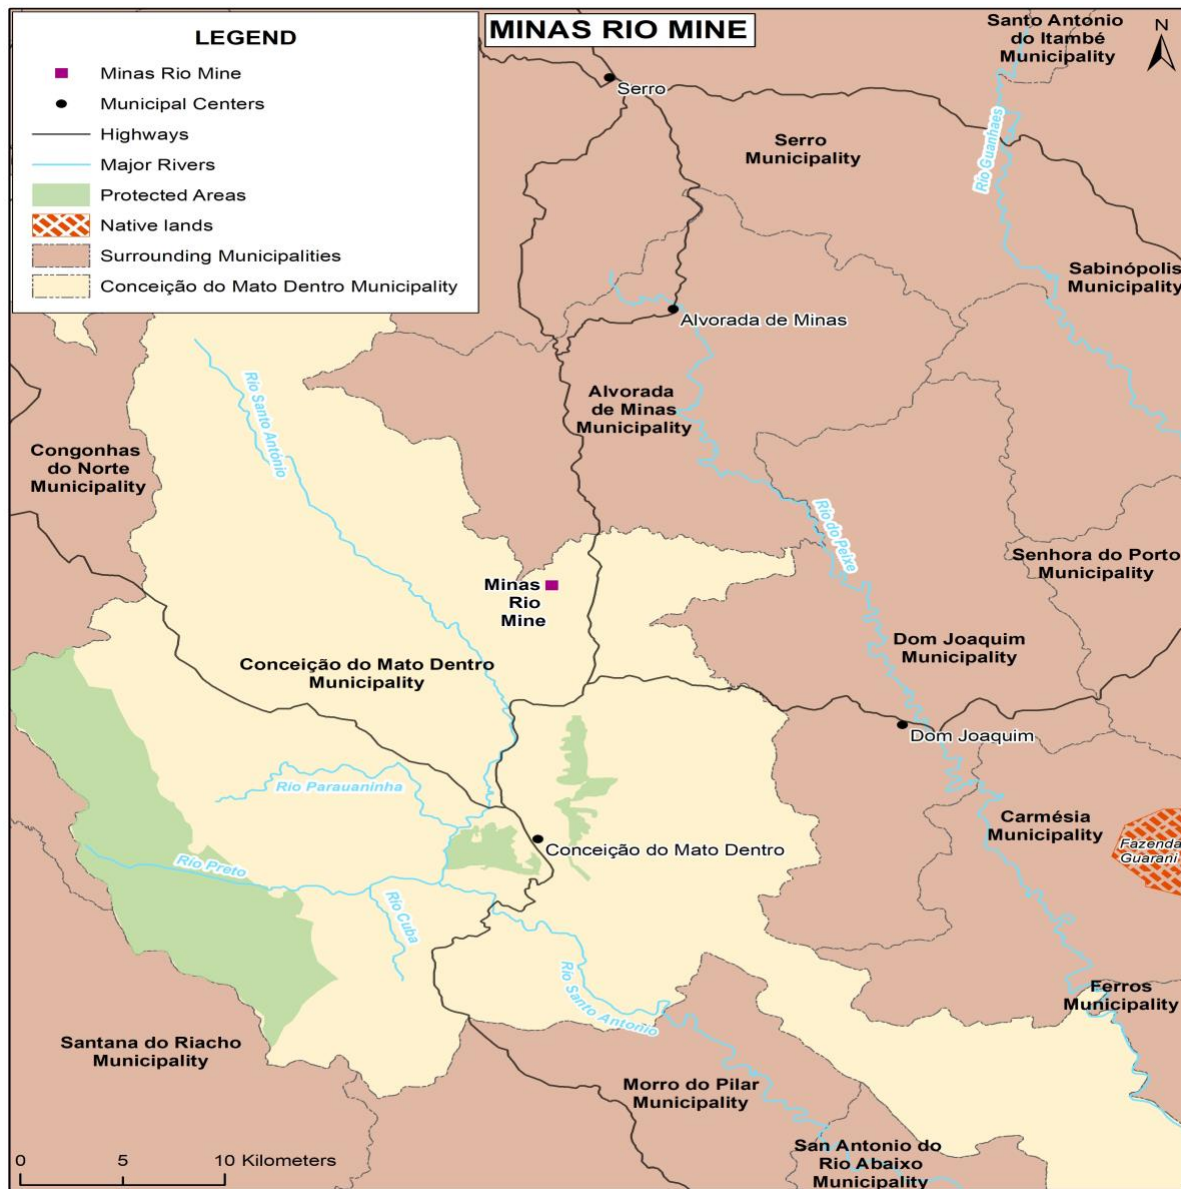 MINAS RIO MINE
N
LEGEND
Minas Rio Mine
Municipal Centers
Highways
Major Rivers
Protected Areas
Native lands
Surrounding Municipalities
Conceição do Mato Dentro Municipality
Santo António
do Itambé
Municipality
Serro
Serro
Municipality
Rio Guanhaes
Sabinópolis
Municipality
Alvorada de Minas
Alvorada
de Minas
Municipality
Rio Santo António
Congonhas
do Norte
Municipality
Rio do Peixe
Senhora do Porto
Municipality
Minas
Rio
Mine
Dom Joaquim
Municipality
Conceição do Mato Dentro
Municipality
Dom Joaquim
Rio Parauaninha
Carmésia
Municipality
Fazenda
Guarani
Conceição do Mato Dentro
Rio Preto
Rio Cuba
Rio Santo Antonio
Ferros
Municipality
Santana do Riacho
Municipality
Morro do Pilar
Municipality
San Antonio do
Rio Abaixo
Municipality
0 5 10 Kilometers